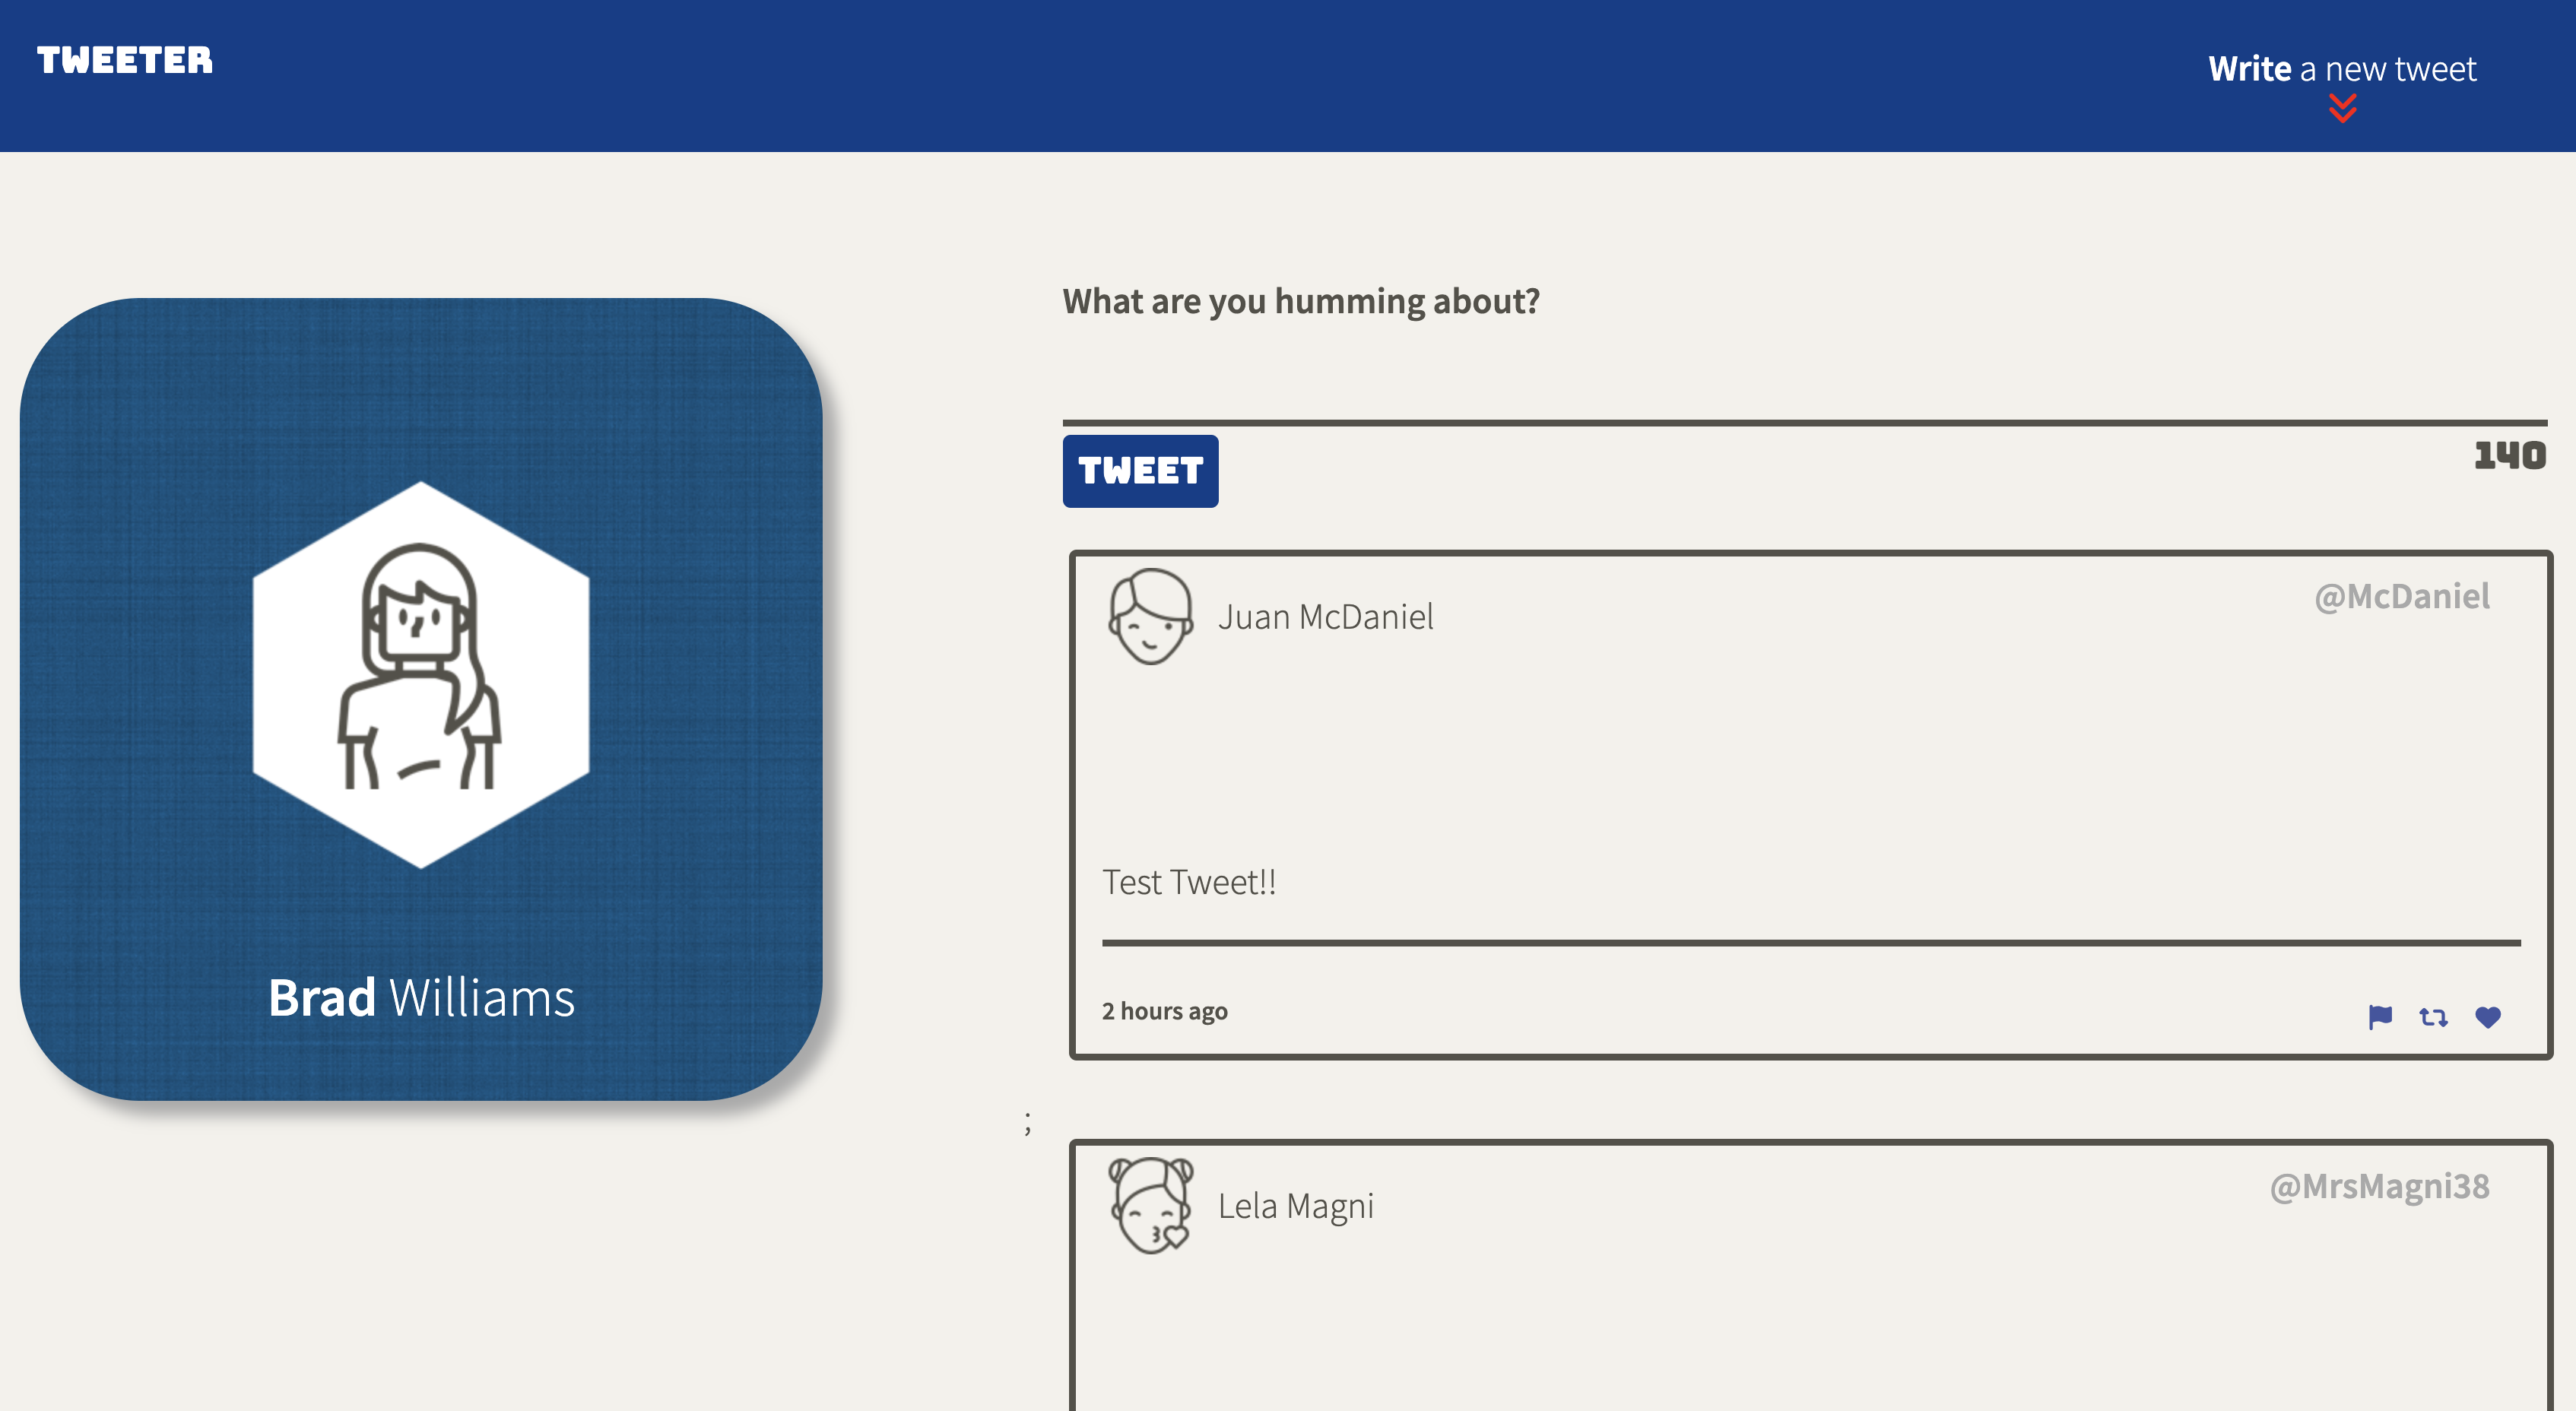 TWEETER
Write a new tweet
Brad Williams
What are you humming about?
TWEET
140
Juan McDaniel
@McDaniel
Test Tweet!!
2 hours ago
;
Lela Magni
@MrsMagni38